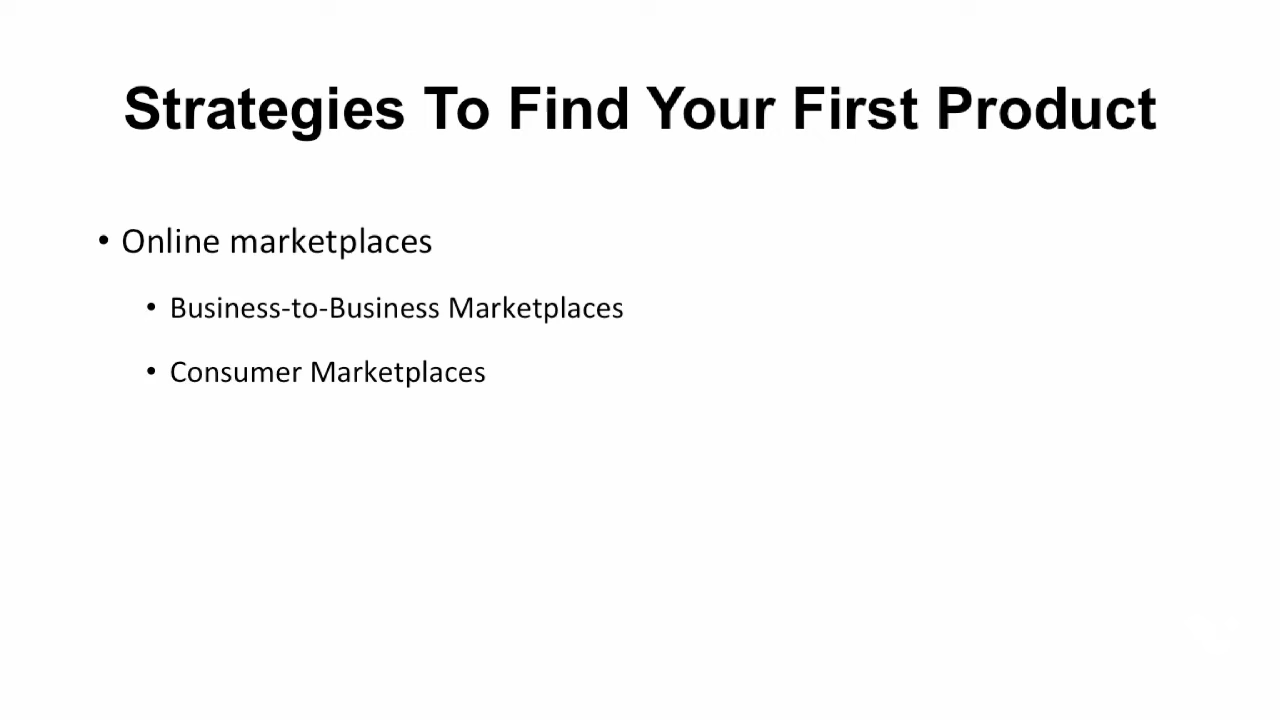 Strategies To Find Your First Product
• Online marketplaces
• Business-to-Business Marketplaces
• Consumer Marketplaces